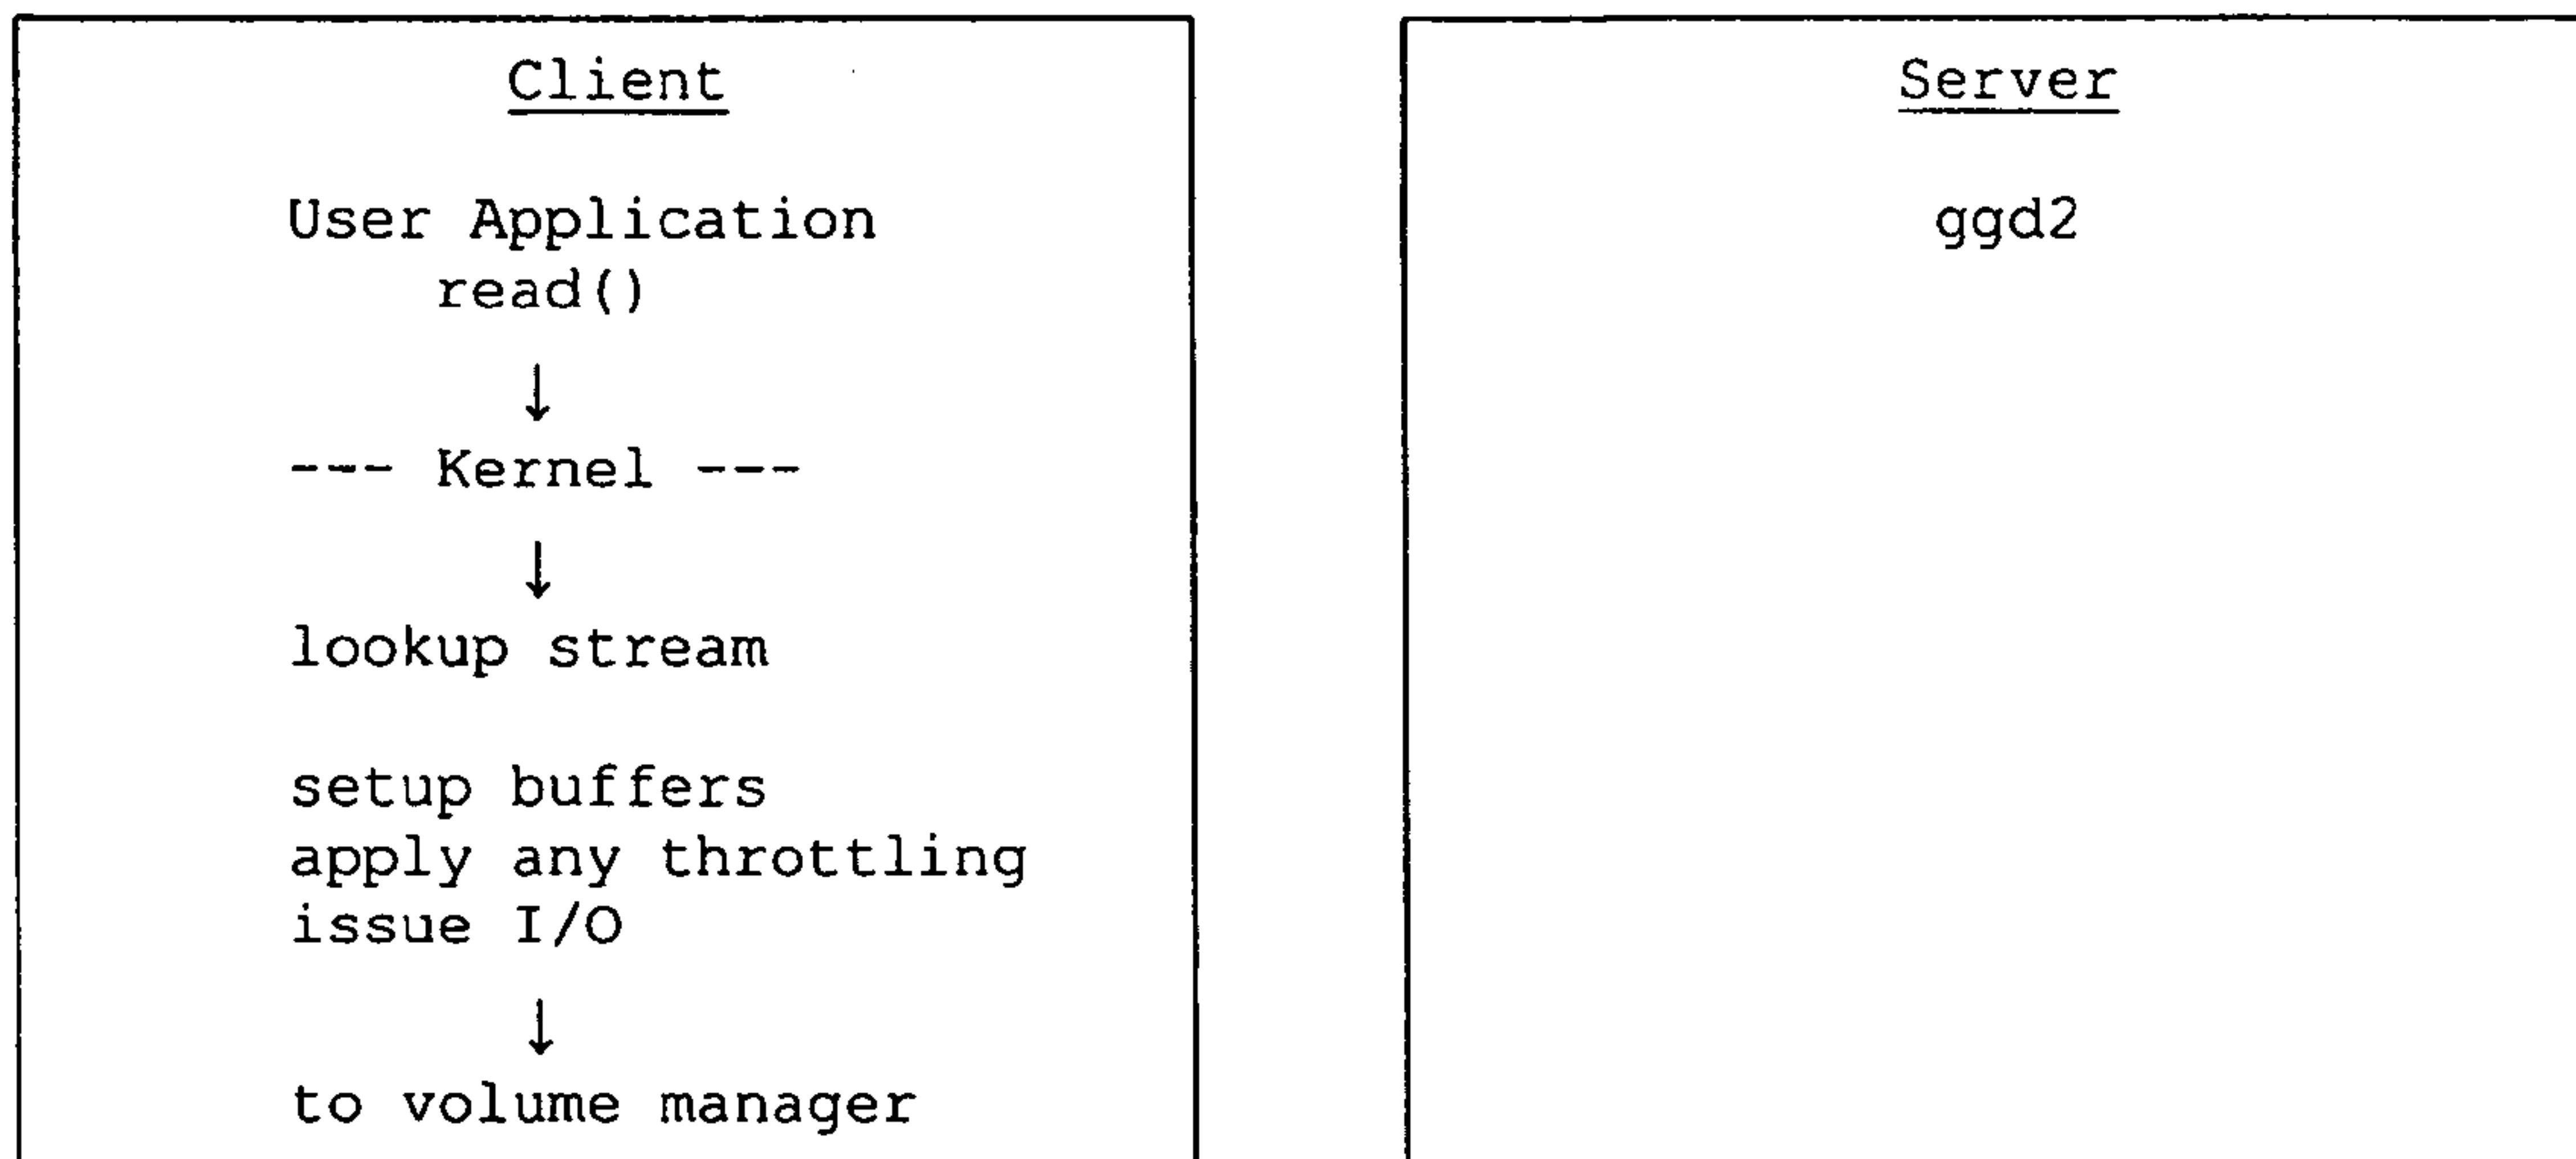 Client
User Application
read()
--- Kernel ---
lookup stream
setup buffers
apply any throttling
issue I/O
to volume manager
Server
ggd2